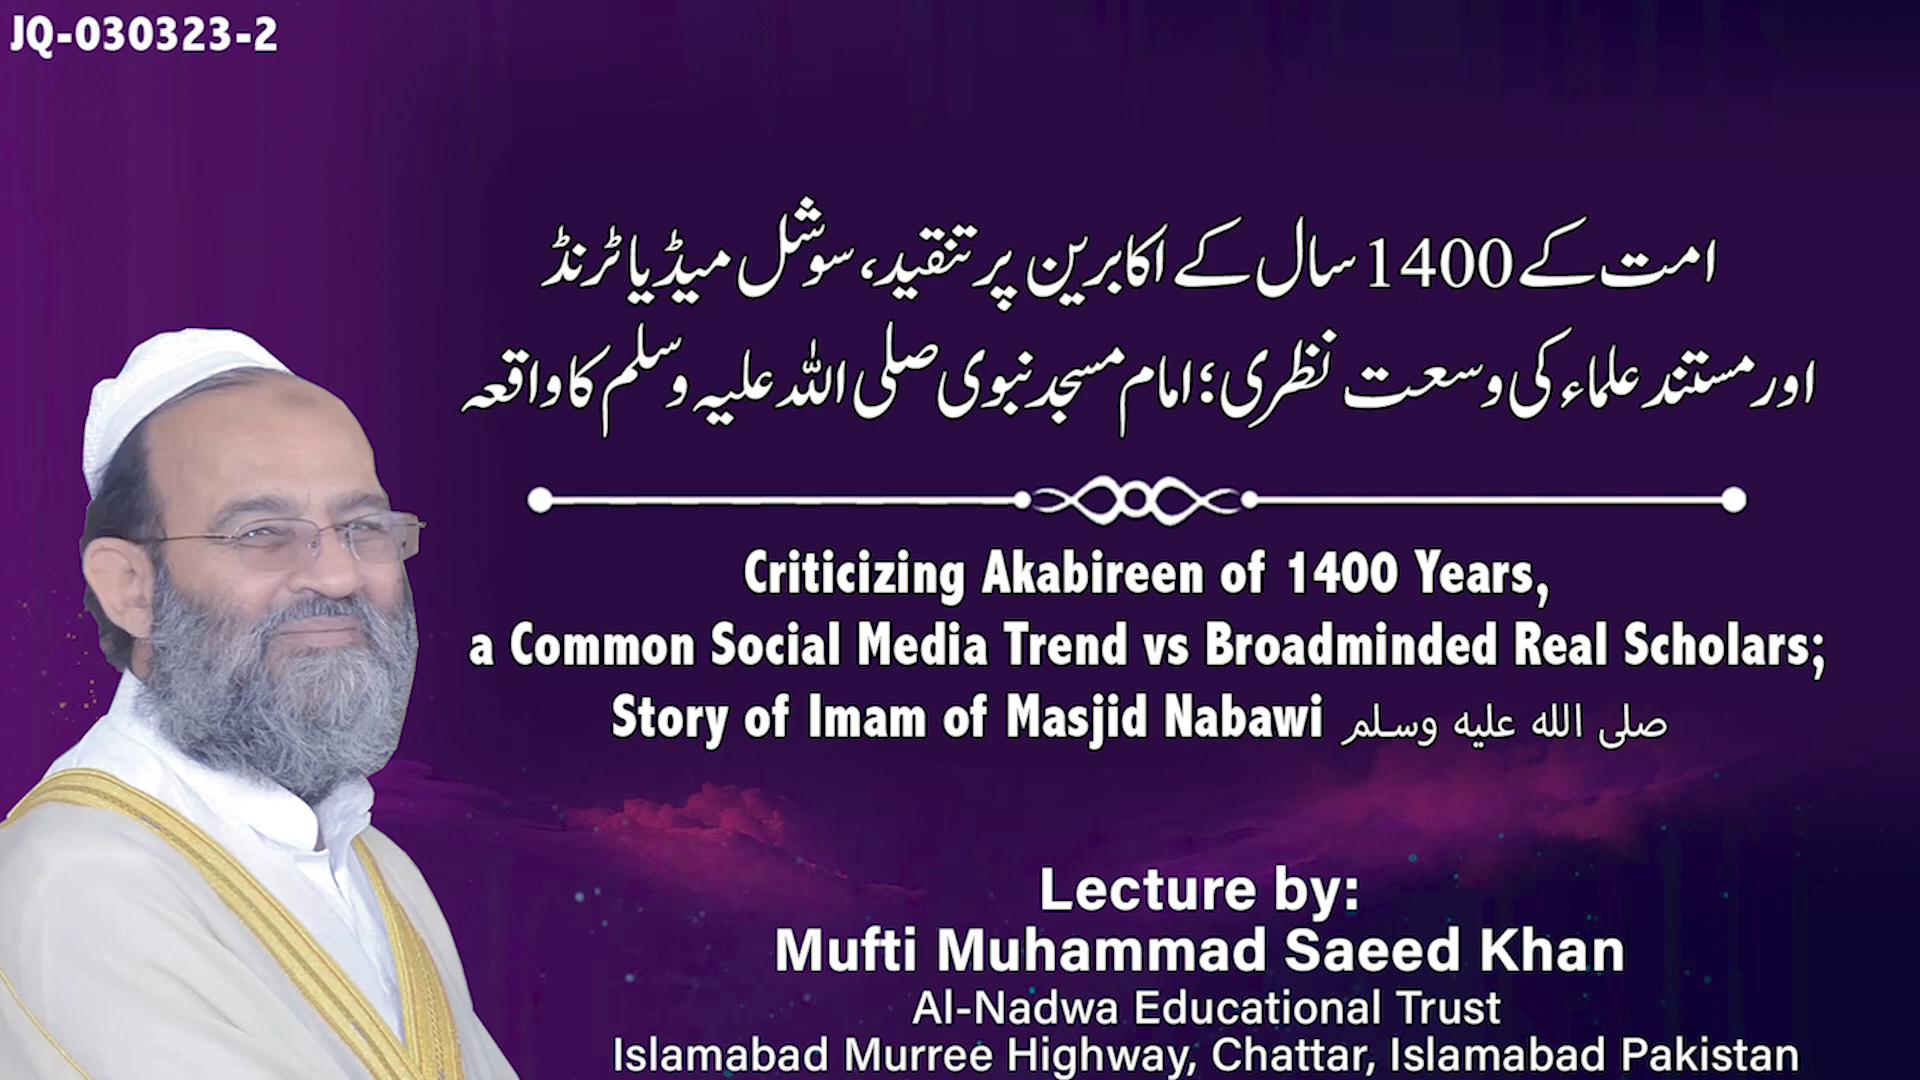 JQ-030323-2
امت کے 1400 سال کے اکابرین پر تنقید، سوشل میڈیا ٹرنڈ
اور مستند علماء کی وسعت نظری؛ امام مسجد نبوی صلی اللہ علیہ وسلم کا واقعہ
Criticizing Akabireen of 1400 Years,
a Common Social Media Trend vs Broadminded Real Scholars;
Story of Imam of Masjid Nabawi صلى الله عليه وسلم
Lecture by:
Mufti Muhammad Saeed Khan
Al-Nadwa Educational Trust
Islamabad Murree Highway, Chattar, Islamabad Pakistan